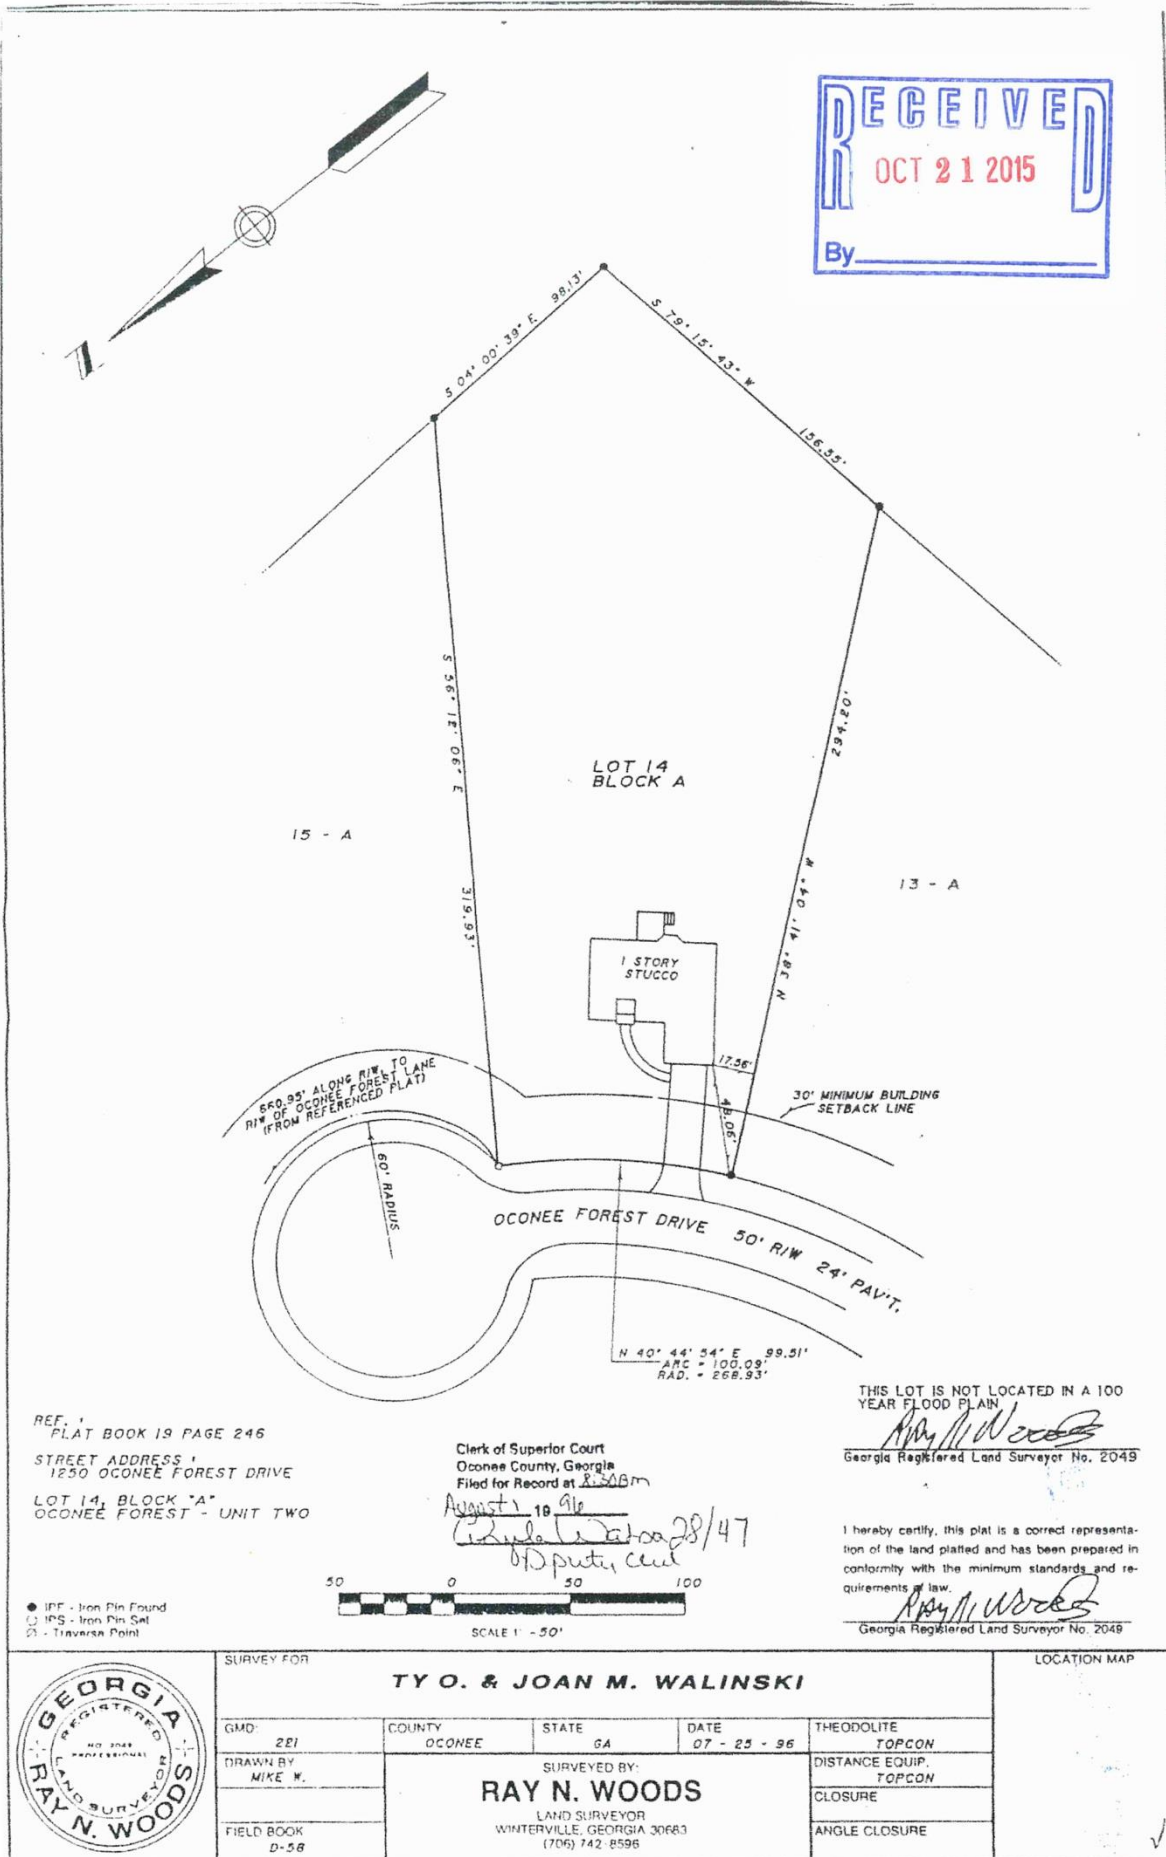 RECEIVED
OCT 21 2015
By
N
S 04° 00' 39" E 98.13'
S 79° 15' 43" W 156.55'
S 56° 12' 06" E 319.93'
294.20'
N 38° 41' 04" W
LOT 14
BLOCK A
15 - A
13 - A
1 STORY
STUCCO
17.56'
48.06'
660.95' ALONG R/W TO
R/W OF OCONEE FOREST LANE
(FROM REFERENCED PLAT)
30' MINIMUM BUILDING
SETBACK LINE
60' RADIUS
OCONEE FOREST DRIVE 50' R/W 24' PAV'T.
N 40° 44' 54" E 99.51'
ARC = 100.09'
RAD. = 268.93'
REF. :
PLAT BOOK 19 PAGE 246
STREET ADDRESS :
1250 OCONEE FOREST DRIVE
LOT 14, BLOCK "A"
OCONEE FOREST - UNIT TWO
Clerk of Superior Court
Oconee County, Georgia
Filed for Record at 8:30
August 1 19 96
28/47
Deputy Clerk
THIS LOT IS NOT LOCATED IN A 100
YEAR FLOOD PLAIN
Ray N. Woods
Georgia Registered Land Surveyor No. 2049
I hereby certify, this plat is a correct representa-
tion of the land platted and has been prepared in
conformity with the minimum standards and re-
quirements of law.
Ray N. Woods
Georgia Registered Land Surveyor No. 2049
50 0 50 100
SCALE 1" = 50'
IPF - Iron Pin Found
IPS - Iron Pin Set
- Traverse Point
GEORGIA
REGISTERED
NO. 2049
PROFESSIONAL
LAND SURVEYOR
RAY N. WOODS
SURVEY FOR
TY O. & JOAN M. WALINSKI
LOCATION MAP
GMD: 221
COUNTY OCONEE
STATE GA
DATE 07 - 25 - 96
THEODOLITE TOPCON
DRAWN BY MIKE W.
SURVEYED BY:
RAY N. WOODS
LAND SURVEYOR
WINTERVILLE, GEORGIA 30683
(706) 742-8596
DISTANCE EQUIP. TOPCON
CLOSURE
ANGLE CLOSURE
FIELD BOOK D-58